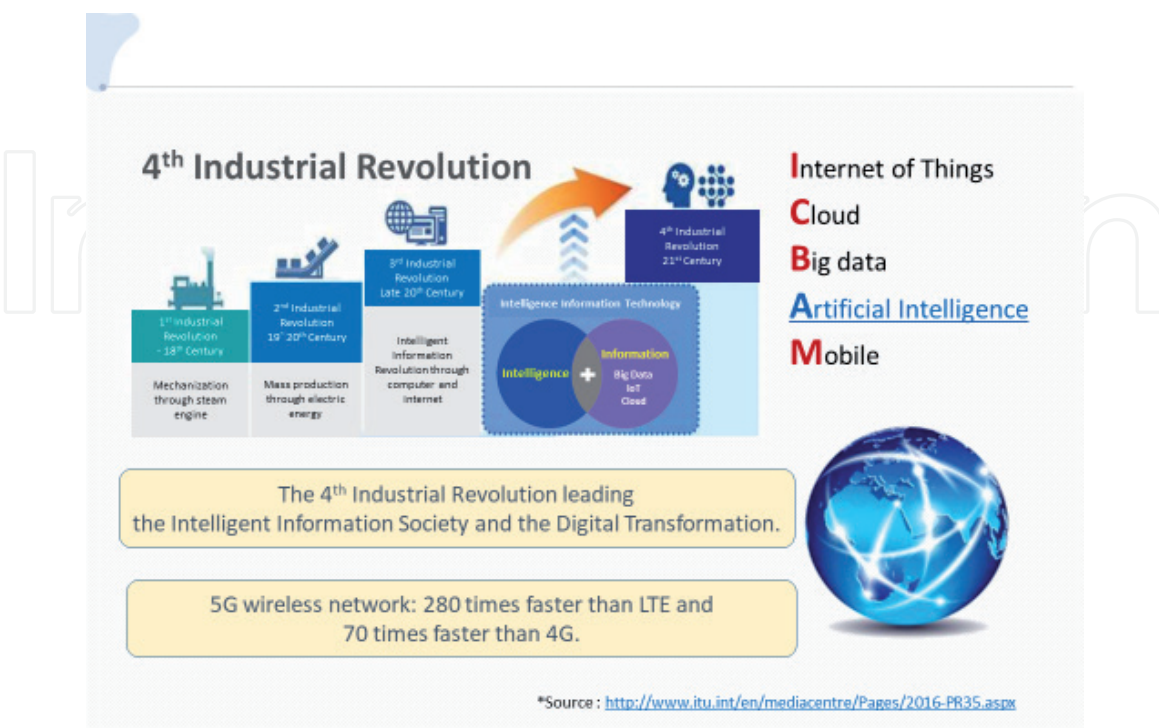 4th Industrial Revolution
1st Industrial
Revolution
- 18th Century
Mechanization
through steam
engine
2nd Industrial
Revolution
19~20th Century
Mass production
through electric
energy
3rd Industrial
Revolution
Late 20th Century
Intelligent
Information
Revolution through
computer and
Internet
4th Industrial
Revolution
21st Century
Intelligence Information Technology
Intelligence
+
Information
Big Data
IoT
Cloud
Internet of Things
Cloud
Big data
Artificial Intelligence
Mobile
The 4th Industrial Revolution leading
the Intelligent Information Society and the Digital Transformation.
5G wireless network: 280 times faster than LTE and
70 times faster than 4G.
*Source : http://www.itu.int/en/mediacentre/Pages/2016-PR35.aspx